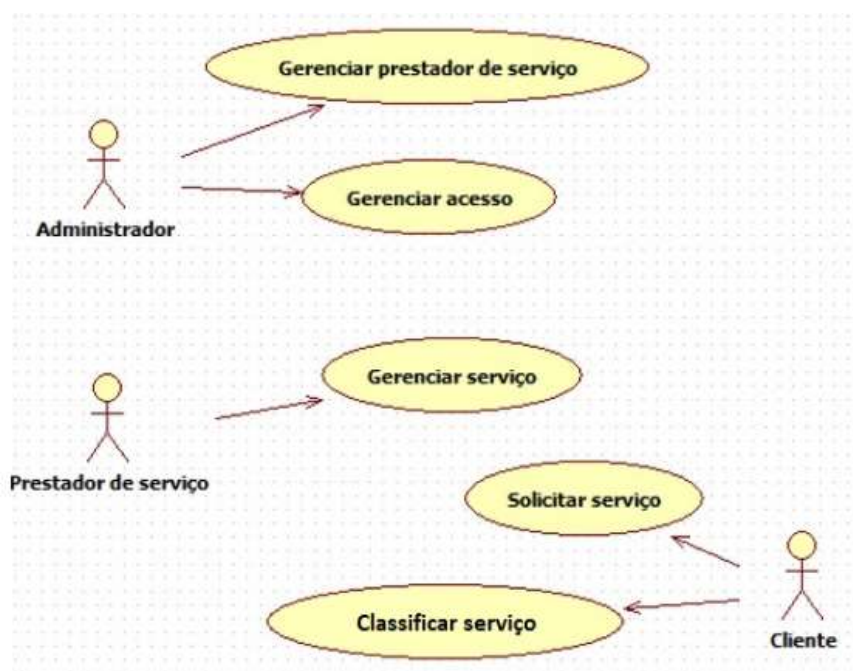 Gerenciar prestador de serviço
Gerenciar acesso
Administrador
Gerenciar serviço
Prestador de serviço
Solicitar serviço
Classificar serviço
Cliente